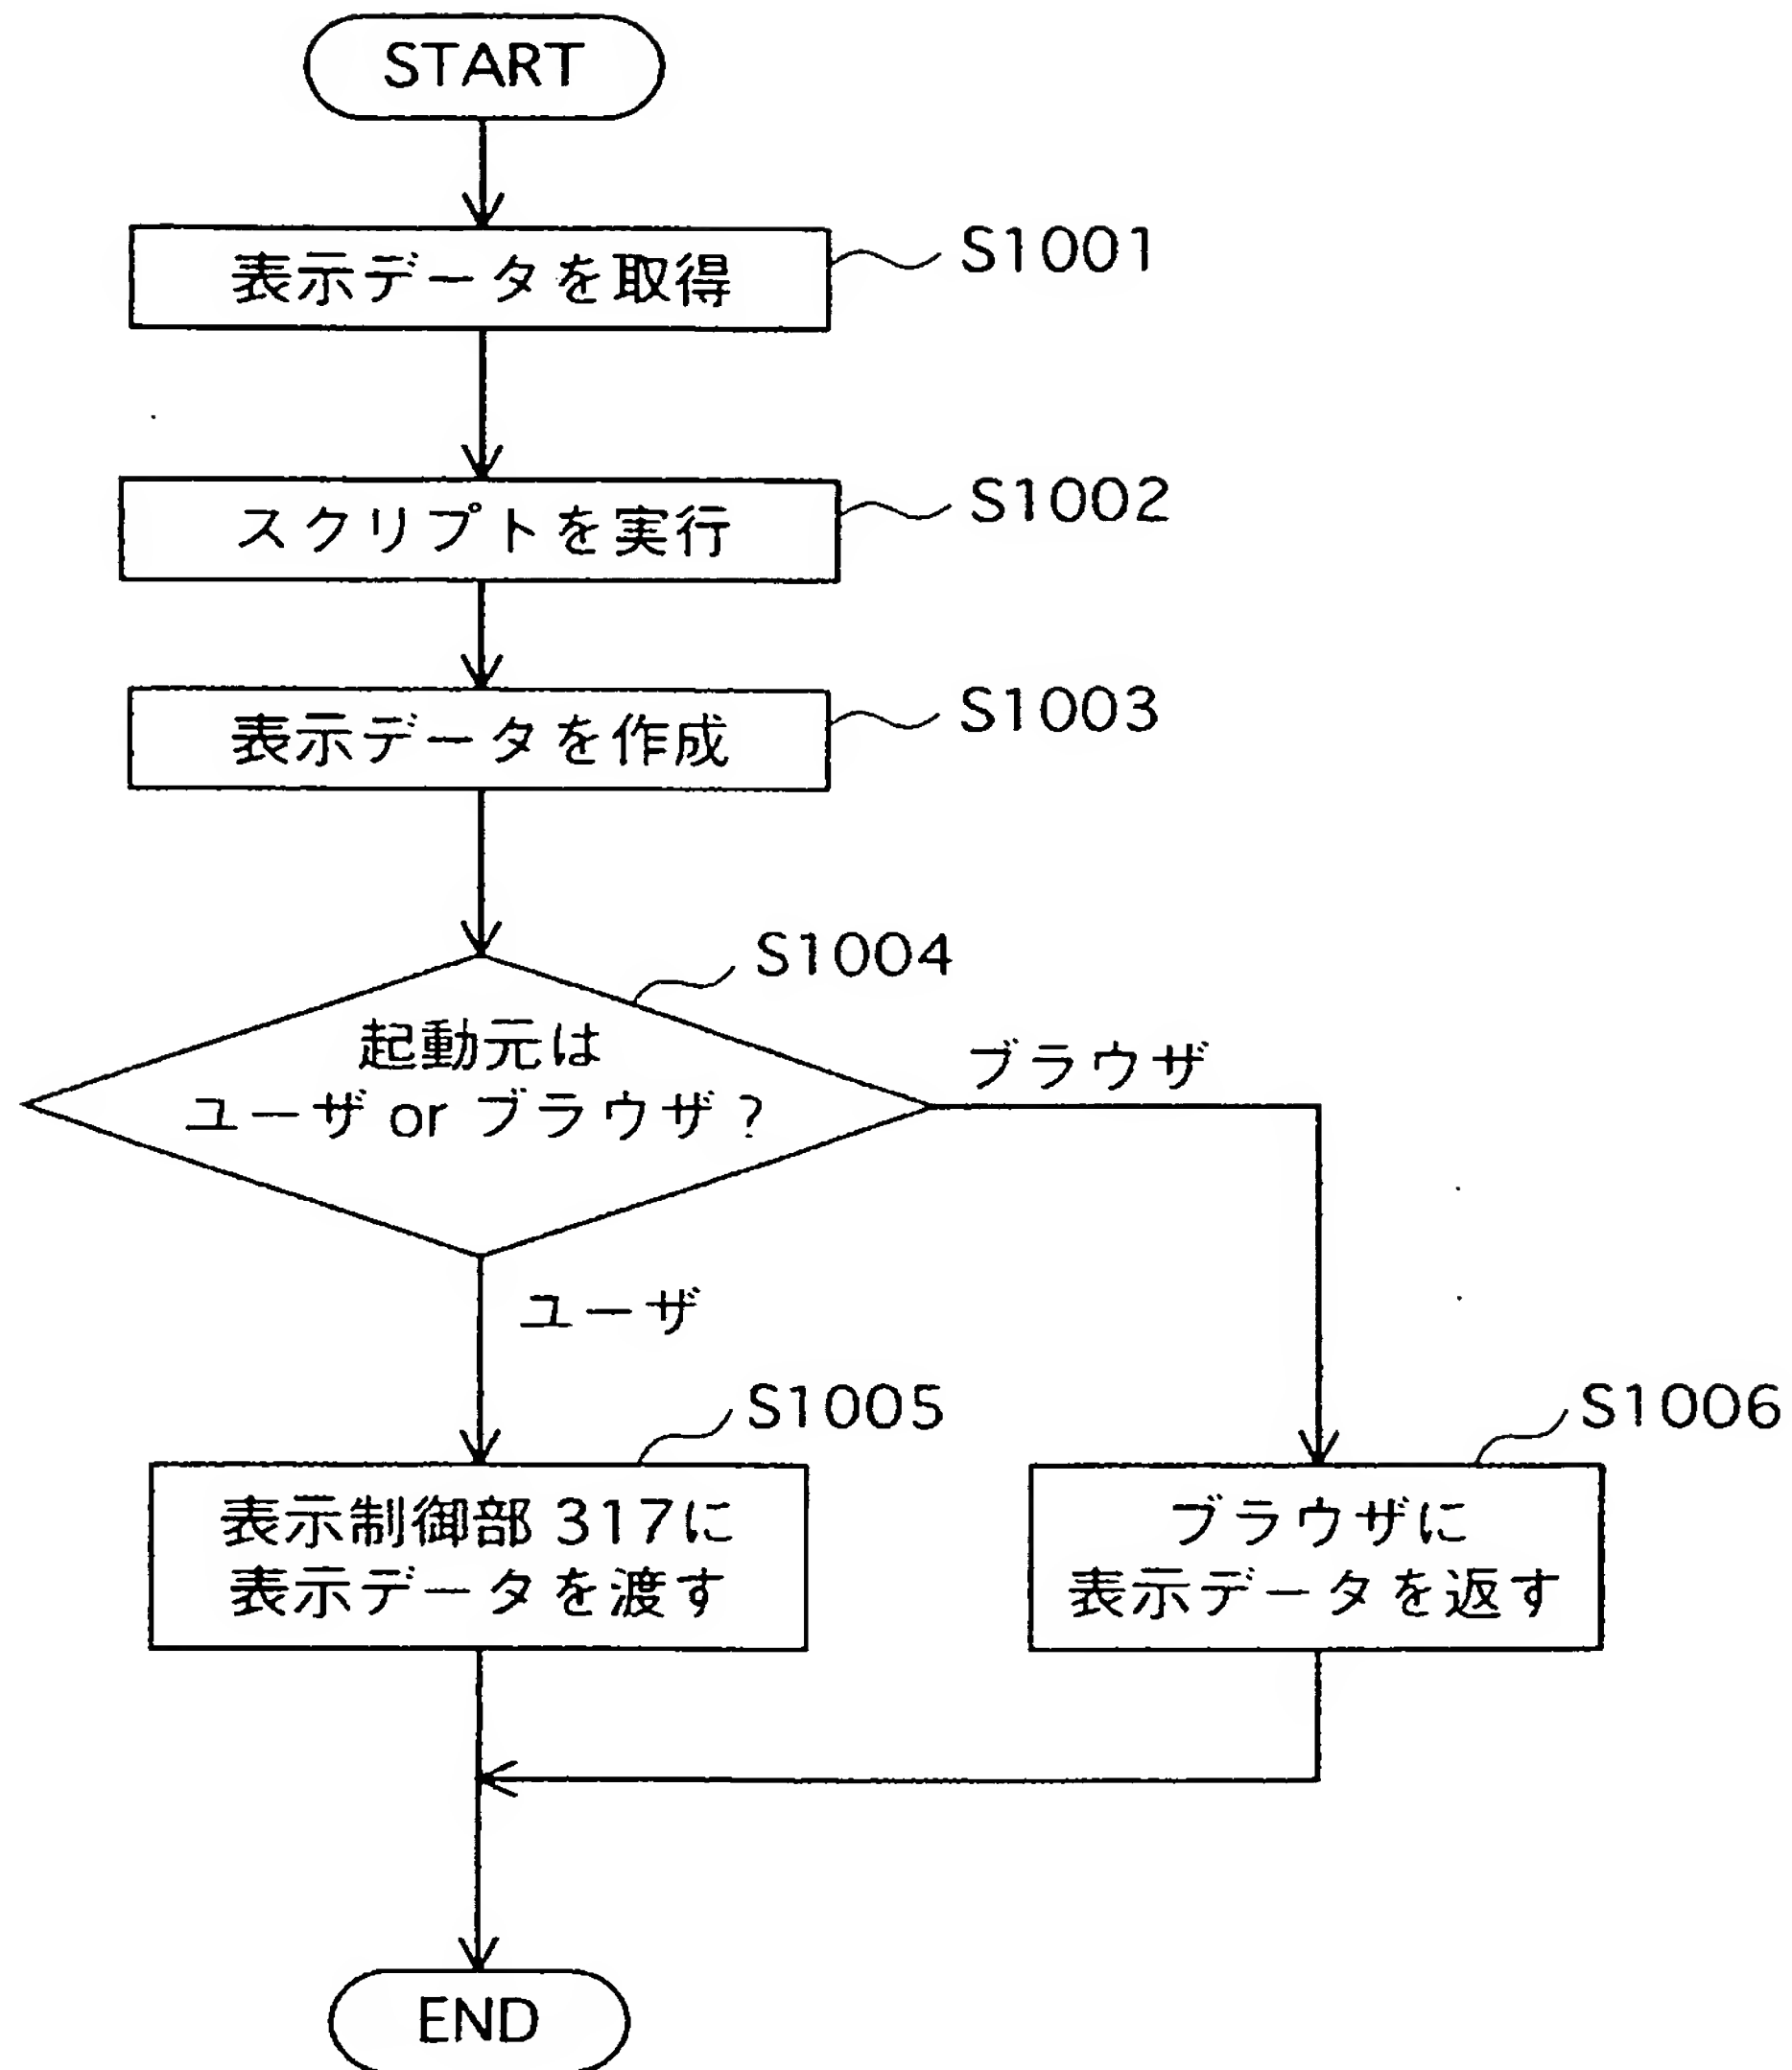 START
表示データを取得
S1001
スクリプトを実行
S1002
表示データを作成
S1003
S1004
起動元は
ユーザ or ブラウザ?
ブラウザ
ユーザ
S1005
表示制御部 317に
表示データを渡す
S1006
ブラウザに
表示データを返す
END